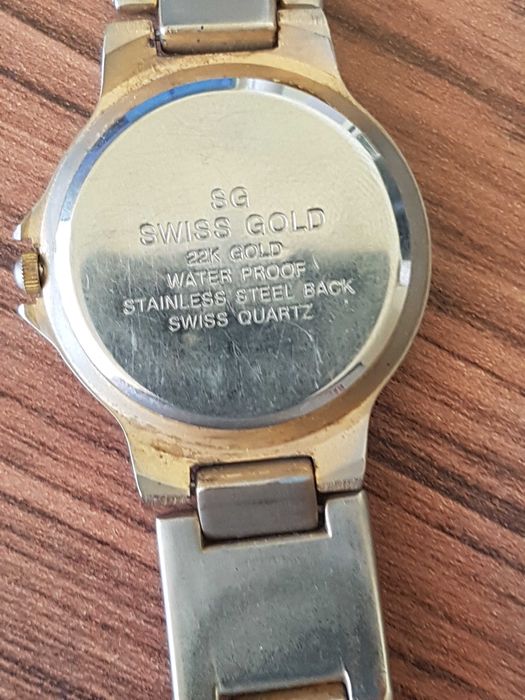 SG
SWISS GOLD
22K GOLD
WATER PROOF
STAINLESS STEEL BACK
SWISS QUARTZ